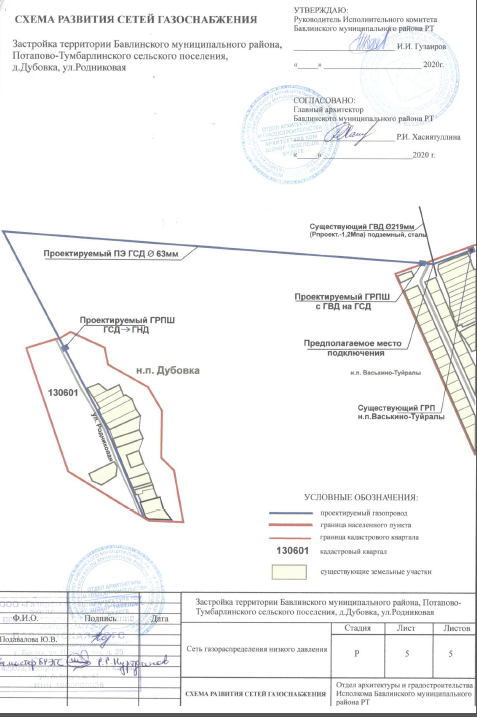 СХЕМА РАЗВИТИЯ СЕТЕЙ ГАЗОСНАБЖЕНИЯ
Застройка территории Бавлинского муниципального района,
Потапово-Тумбарлинского сельского поселения,
д.Дубовка, ул.Родниковая
УТВЕРЖДАЮ:
Руководитель Исполнительного комитета
Бавлинского муниципального района РТ
И.И. Гузаиров
«_____» ____________________ 2020г.
СОГЛАСОВАНО:
Главный архитектор
Бавлинского муниципального района РТ
Р.И. Хасиятуллина
«_____» ____________________2020 г.
Существующий ГВД Ø219мм
(Рпроект.-1,2Мпа) подземный, сталь
Проектируемый ПЭ ГСД Ø 63мм
Проектируемый ГРПШ
с ГВД на ГСД
Проектируемый ГРПШ
ГСД→ГНД
Предполагаемое место
подключения
н.п. Дубовка
н.п. Васькино-Туйралы
130601
ул. Родниковая
Существующий ГРП
н.п.Васькино-Туйралы
УСЛОВНЫЕ ОБОЗНАЧЕНИЯ:
проектируемый газопровод
граница населенного пункта
граница кадастрового квартала
130601 кадастровый квартал
существующие земельные участки
Ф.И.О. Подпись Дата
Подвалова Ю.В.
Застройка территории Бавлинского муниципального района, Потапово-
Тумбарлинского сельского поселения, д.Дубовка, ул.Родниковая
Сеть газораспределения низкого давления
Стадия Лист Листов
Р 5 5
СХЕМА РАЗВИТИЯ СЕТЕЙ ГАЗОСНАБЖЕНИЯ
Отдел архитектуры и градостроительства
Исполкома Бавлинского муниципального
района РТ